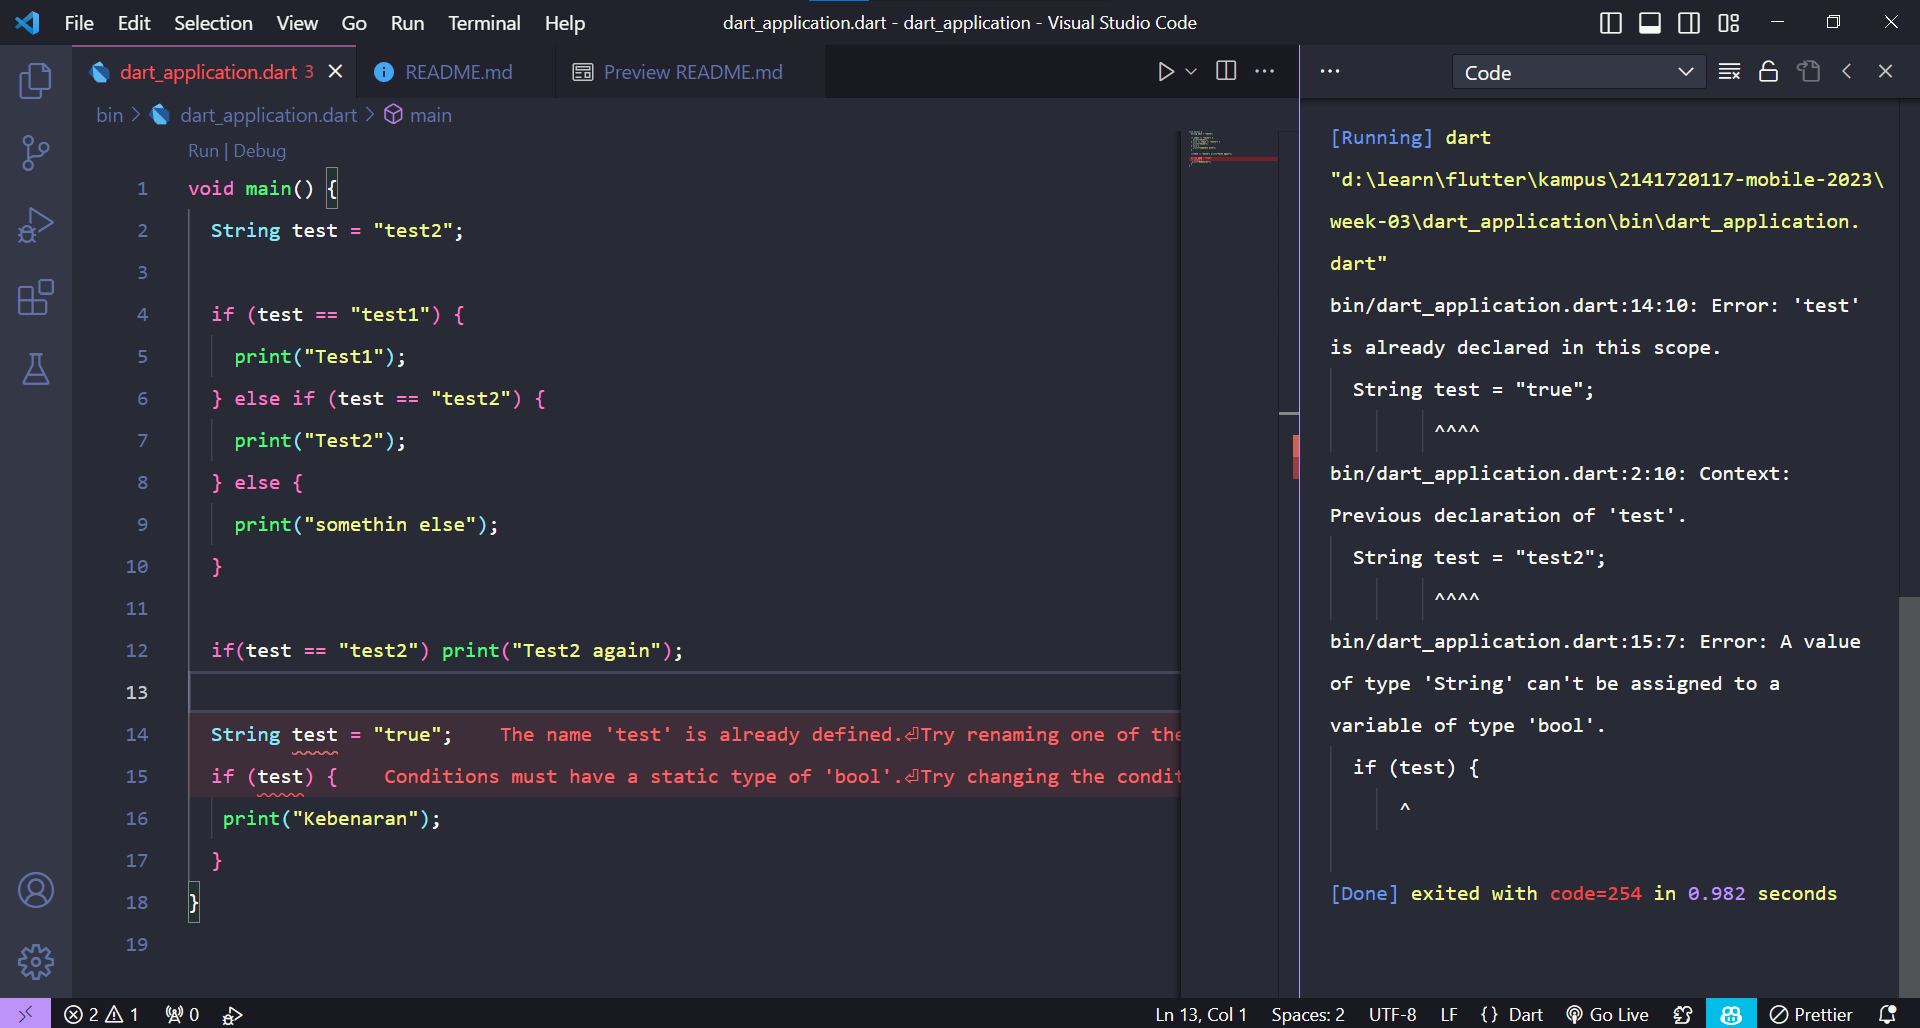 File Edit Selection View Go Run Terminal Help
dart_application.dart - dart_application - Visual Studio Code
dart_application.dart 3
README.md
Preview README.md
bin > dart_application.dart > main
Run | Debug
1 void main() {
2 String test = "test2";
3
4 if (test == "test1") {
5 print("Test1");
6 } else if (test == "test2") {
7 print("Test2");
8 } else {
9 print("somethin else");
10 }
11
12 if(test == "test2") print("Test2 again");
13
14 String test = "true"; The name 'test' is already defined.⏎Try renaming one of the
15 if (test) { Conditions must have a static type of 'bool'.⏎Try changing the condit
16 print("Kebenaran");
17 }
18 }
19
Code
[Running] dart
"d:\learn\flutter\kampus\2141720117-mobile-2023\
week-03\dart_application\bin\dart_application.
dart"
bin/dart_application.dart:14:10: Error: 'test'
is already declared in this scope.
String test = "true";
^^^^
bin/dart_application.dart:2:10: Context:
Previous declaration of 'test'.
String test = "test2";
^^^^
bin/dart_application.dart:15:7: Error: A value
of type 'String' can't be assigned to a
variable of type 'bool'.
if (test) {
^
[Done] exited with code=254 in 0.982 seconds
2 1 0
Ln 13, Col 1 Spaces: 2 UTF-8 LF {} Dart Go Live Prettier